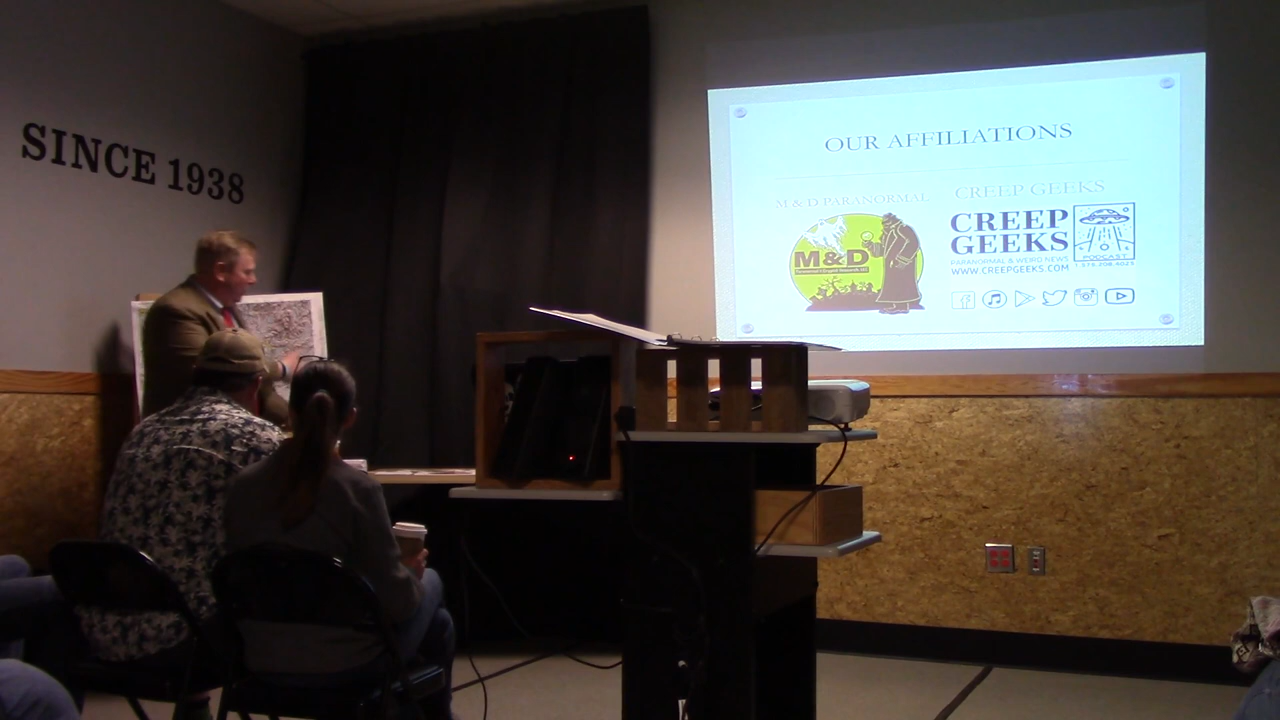 SINCE 1938
OUR AFFILIATIONS
M & D PARANORMAL
CREEP GEEKS
M&D
CREEP
GEEKS
PARANORMAL & WEIRD NEWS
WWW.CREEPGEEKS.COM
PODCAST